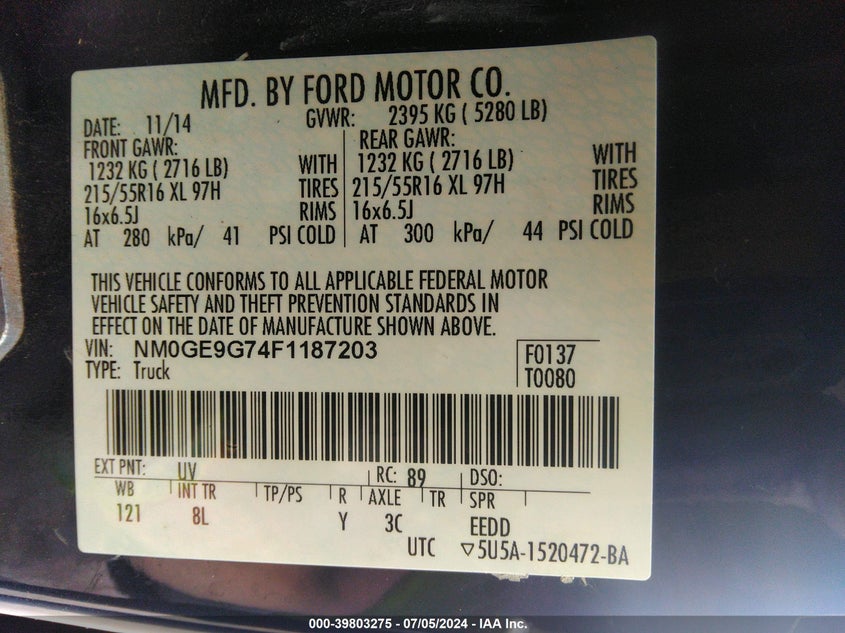 MFD. BY FORD MOTOR CO.
DATE: 11/14 GVWR: 2395 KG ( 5280 LB)
FRONT GAWR: REAR GAWR:
1232 KG ( 2716 LB) WITH 1232 KG ( 2716 LB) WITH
215/55R16 XL 97H TIRES 215/55R16 XL 97H TIRES
16x6.5J RIMS 16x6.5J RIMS
AT 280 kPa/ 41 PSI COLD AT 300 kPa/ 44 PSI COLD
THIS VEHICLE CONFORMS TO ALL APPLICABLE FEDERAL MOTOR
VEHICLE SAFETY AND THEFT PREVENTION STANDARDS IN
EFFECT ON THE DATE OF MANUFACTURE SHOWN ABOVE.
VIN: NM0GE9G74F1187203 F0137
TYPE: Truck T0080
EXT PNT: UV RC: 89 DSO:
WB INT TR TP/PS R AXLE TR SPR
121 8L Y 3C EEDD
UTC ▽5U5A-1520472-BA
000-39803275 - 07/05/2024 - IAA Inc.